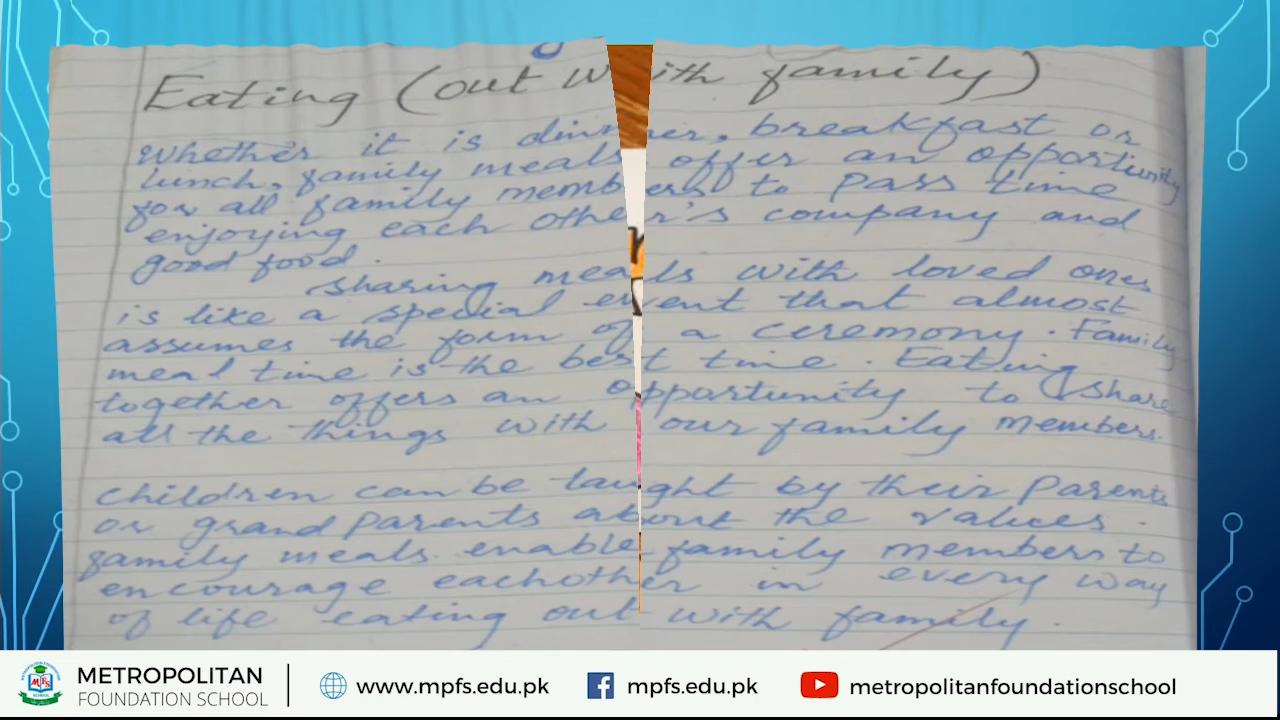 Eating (out with family)
Whether it is dinner, breakfast or
lunch, family meals offer an opportunity
for all family members to pass time
enjoying each other's company and
good food.
sharing meals with loved ones
is like a special event that almost
assumes the form of a ceremony. Family
meal time is the best time. Eating
together offers an opportunity to share
all the things with our family members.
Children can be taught by their Parents
or grand parents about the values.
family meals enable family members to
encourage eachother in every way
of life eating out with family.
METROPOLITAN
FOUNDATION SCHOOL
www.mpfs.edu.pk
mpfs.edu.pk
metropolitanfoundationschool